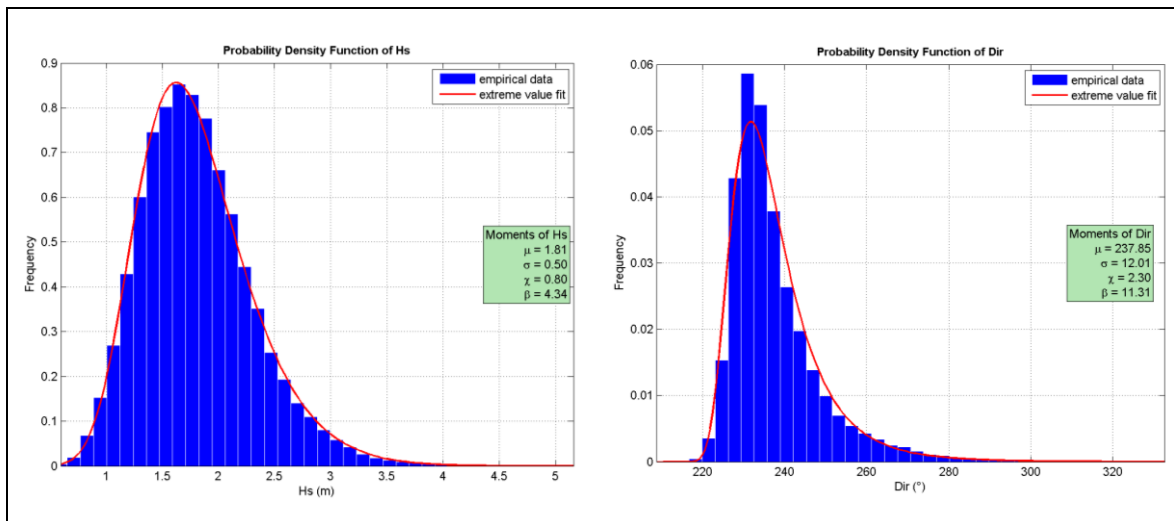 Probability Density Function of Hs
0.9
0.8
0.7
0.6
0.5
0.4
0.3
0.2
0.1
0
Frequency
1
1.5
2
2.5
3
3.5
4
4.5
5
Hs (m)
empirical data
extreme value fit
Moments of Hs
μ = 1.81
σ = 0.50
χ = 0.80
β = 4.34
Probability Density Function of Dir
0.06
0.05
0.04
0.03
0.02
0.01
0
Frequency
220
240
260
280
300
320
Dir (°)
empirical data
extreme value fit
Moments of Dir
μ = 237.85
σ = 12.01
χ = 2.30
β = 11.31